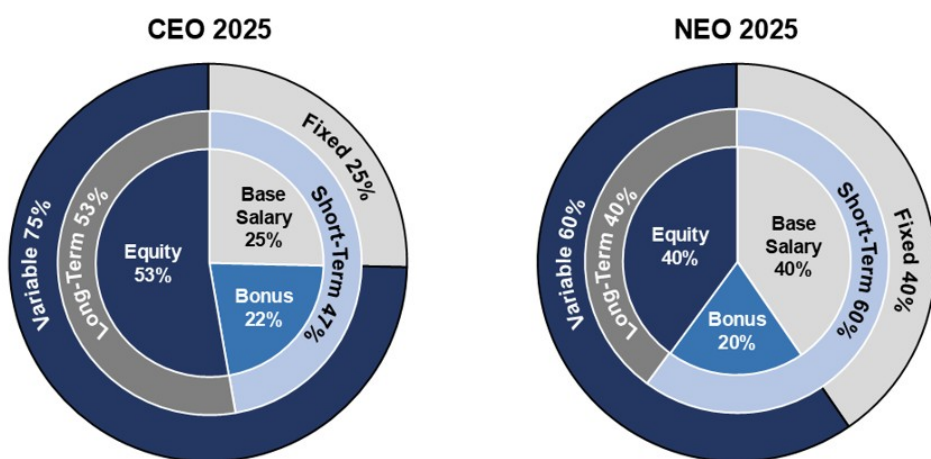 CEO 2025
Fixed 25%
Short-Term 47%
Variable 75%
Long-Term 53%
Equity
53%
Base
Salary
25%
Bonus
22%
NEO 2025
Fixed 40%
Short-Term 60%
Variable 60%
Long-Term 40%
Equity
40%
Base
Salary
40%
Bonus
20%